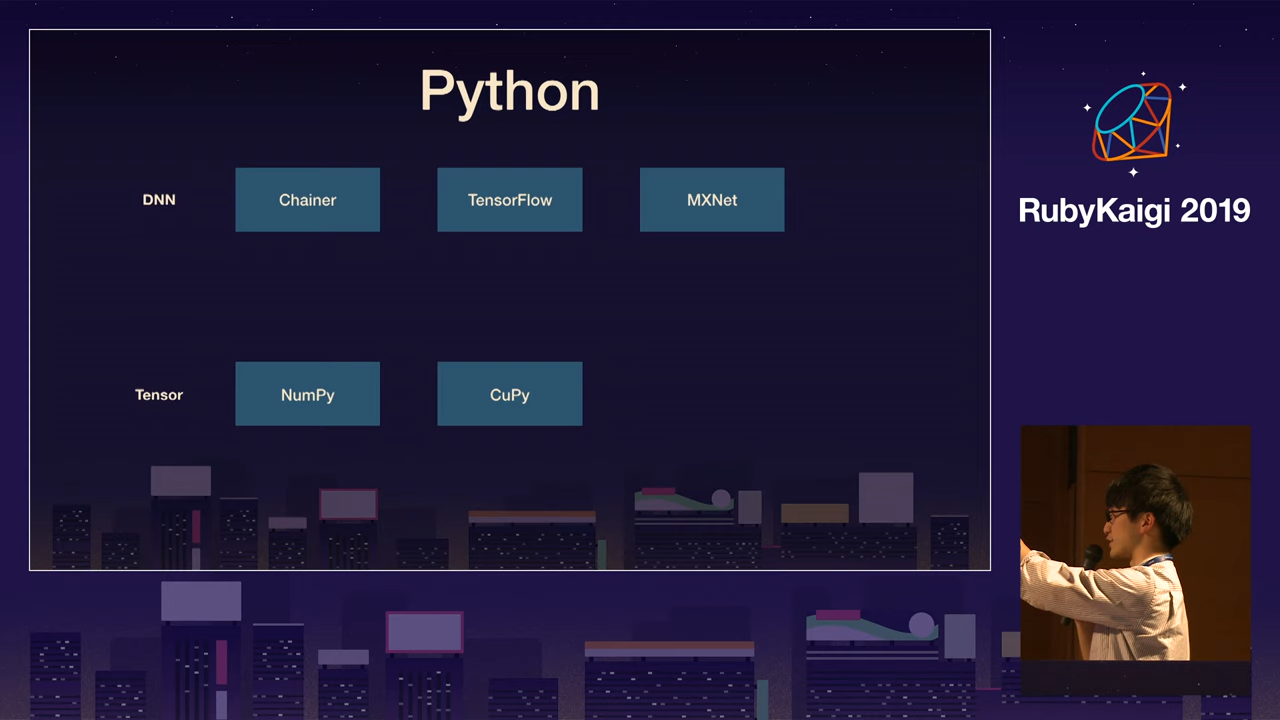 Python
DNN
Chainer
TensorFlow
MXNet
Tensor
NumPy
CuPy
RubyKaigi 2019